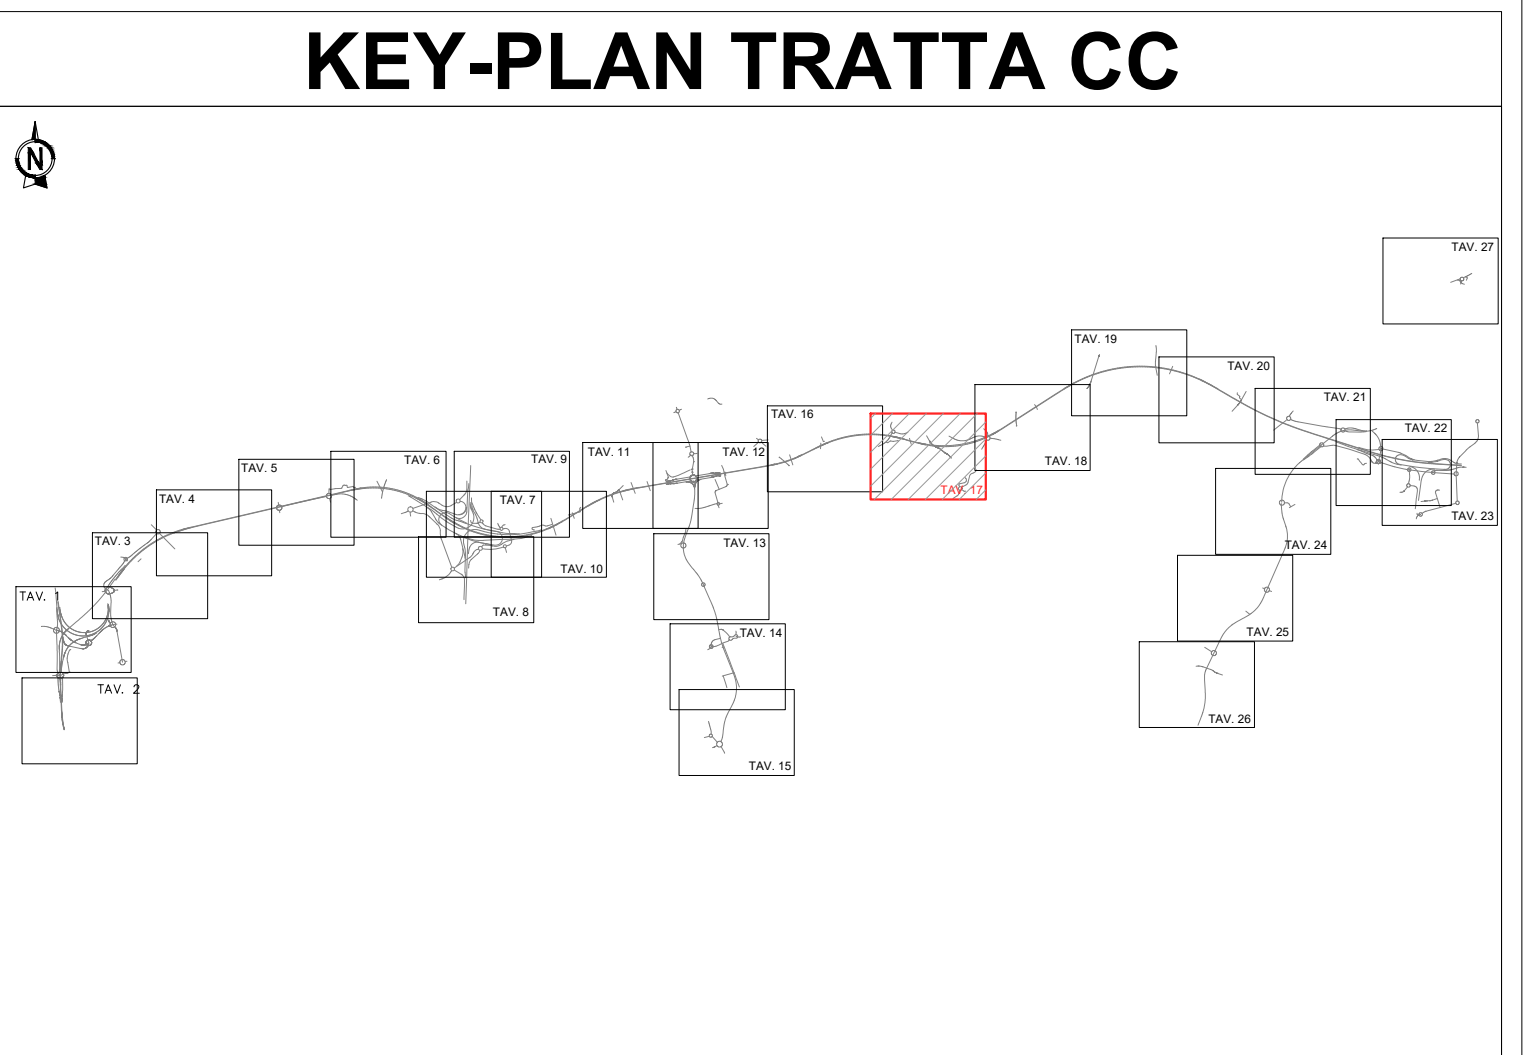 KEY-PLAN TRATTA CC
N
TAV. 27
TAV. 19
TAV. 20
TAV. 21
TAV. 16
TAV. 22
TAV. 11
TAV. 12
TAV. 6
TAV. 9
TAV. 5
TAV. 18
TAV. 4
TAV. 7
TAV. 17
TAV. 23
TAV. 3
TAV. 13
TAV. 24
TAV. 10
TAV. 1
TAV. 8
TAV. 14
TAV. 25
TAV. 2
TAV. 26
TAV. 15